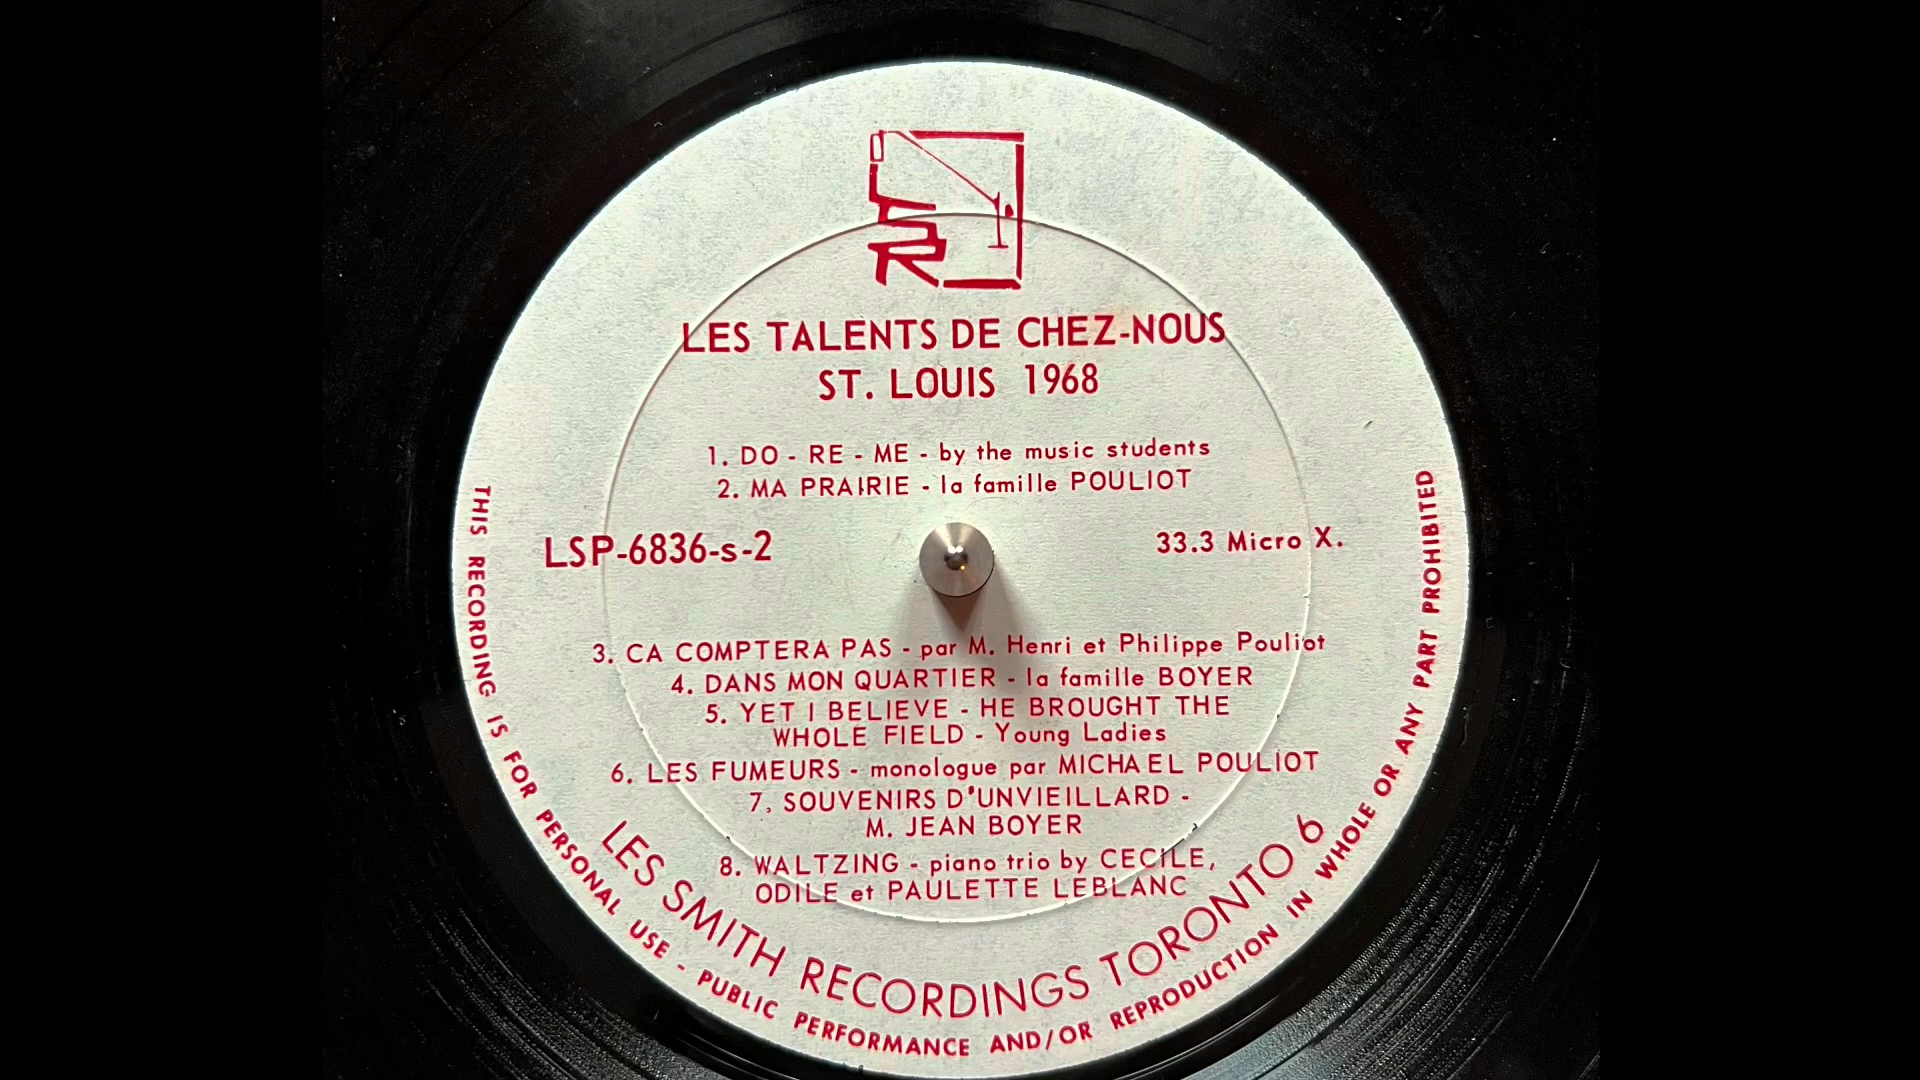 LES TALENTS DE CHEZ-NOUS
ST. LOUIS 1968
1. DO - RE - ME - by the music students
2. MA PRAIRIE - la famille POULIOT
LSP-6836-s-2
33.3 Micro X.
3. CA COMPTERA PAS - par M. Henri et Philippe Pouliot
4. DANS MON QUARTIER - la famille BOYER
5. YET I BELIEVE - HE BROUGHT THE
WHOLE FIELD - Young Ladies
6. LES FUMEURS - monologue par MICHAEL POULIOT
7. SOUVENIRS D'UNVIEILLARD -
M. JEAN BOYER
8. WALTZING - piano trio by CECILE,
ODILE et PAULETTE LEBLANC
LES SMITH RECORDINGS TORONTO 6
THIS RECORDING IS FOR PERSONAL USE - PUBLIC PERFORMANCE AND/OR REPRODUCTION IN WHOLE OR ANY PART PROHIBITED